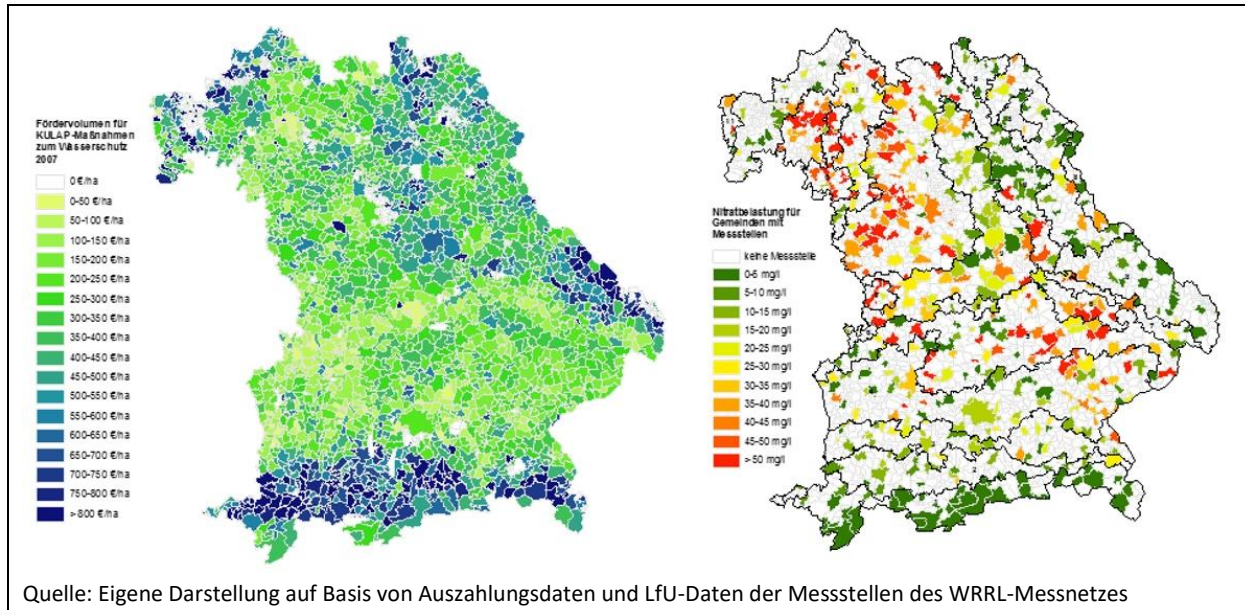 Fördervolumen für
KULAP-Maßnahmen
zum Wasserschutz
2007
0 €/ha
0-50 €/ha
50-100 €/ha
100-150 €/ha
150-200 €/ha
200-250 €/ha
250-300 €/ha
300-350 €/ha
350-400 €/ha
400-450 €/ha
450-500 €/ha
500-550 €/ha
550-600 €/ha
600-650 €/ha
650-700 €/ha
700-750 €/ha
750-800 €/ha
>800 €/ha
Nitratbelastung für
Gemeinden mit
Messstellen
keine Messstelle
0-5 mg/l
5-10 mg/l
10-15 mg/l
15-20 mg/l
20-25 mg/l
25-30 mg/l
30-35 mg/l
35-40 mg/l
40-45 mg/l
45-50 mg/l
> 50 mg/l
Quelle: Eigene Darstellung auf Basis von Auszahlungsdaten und LfU-Daten der Messstellen des WRRL-Messnetzes